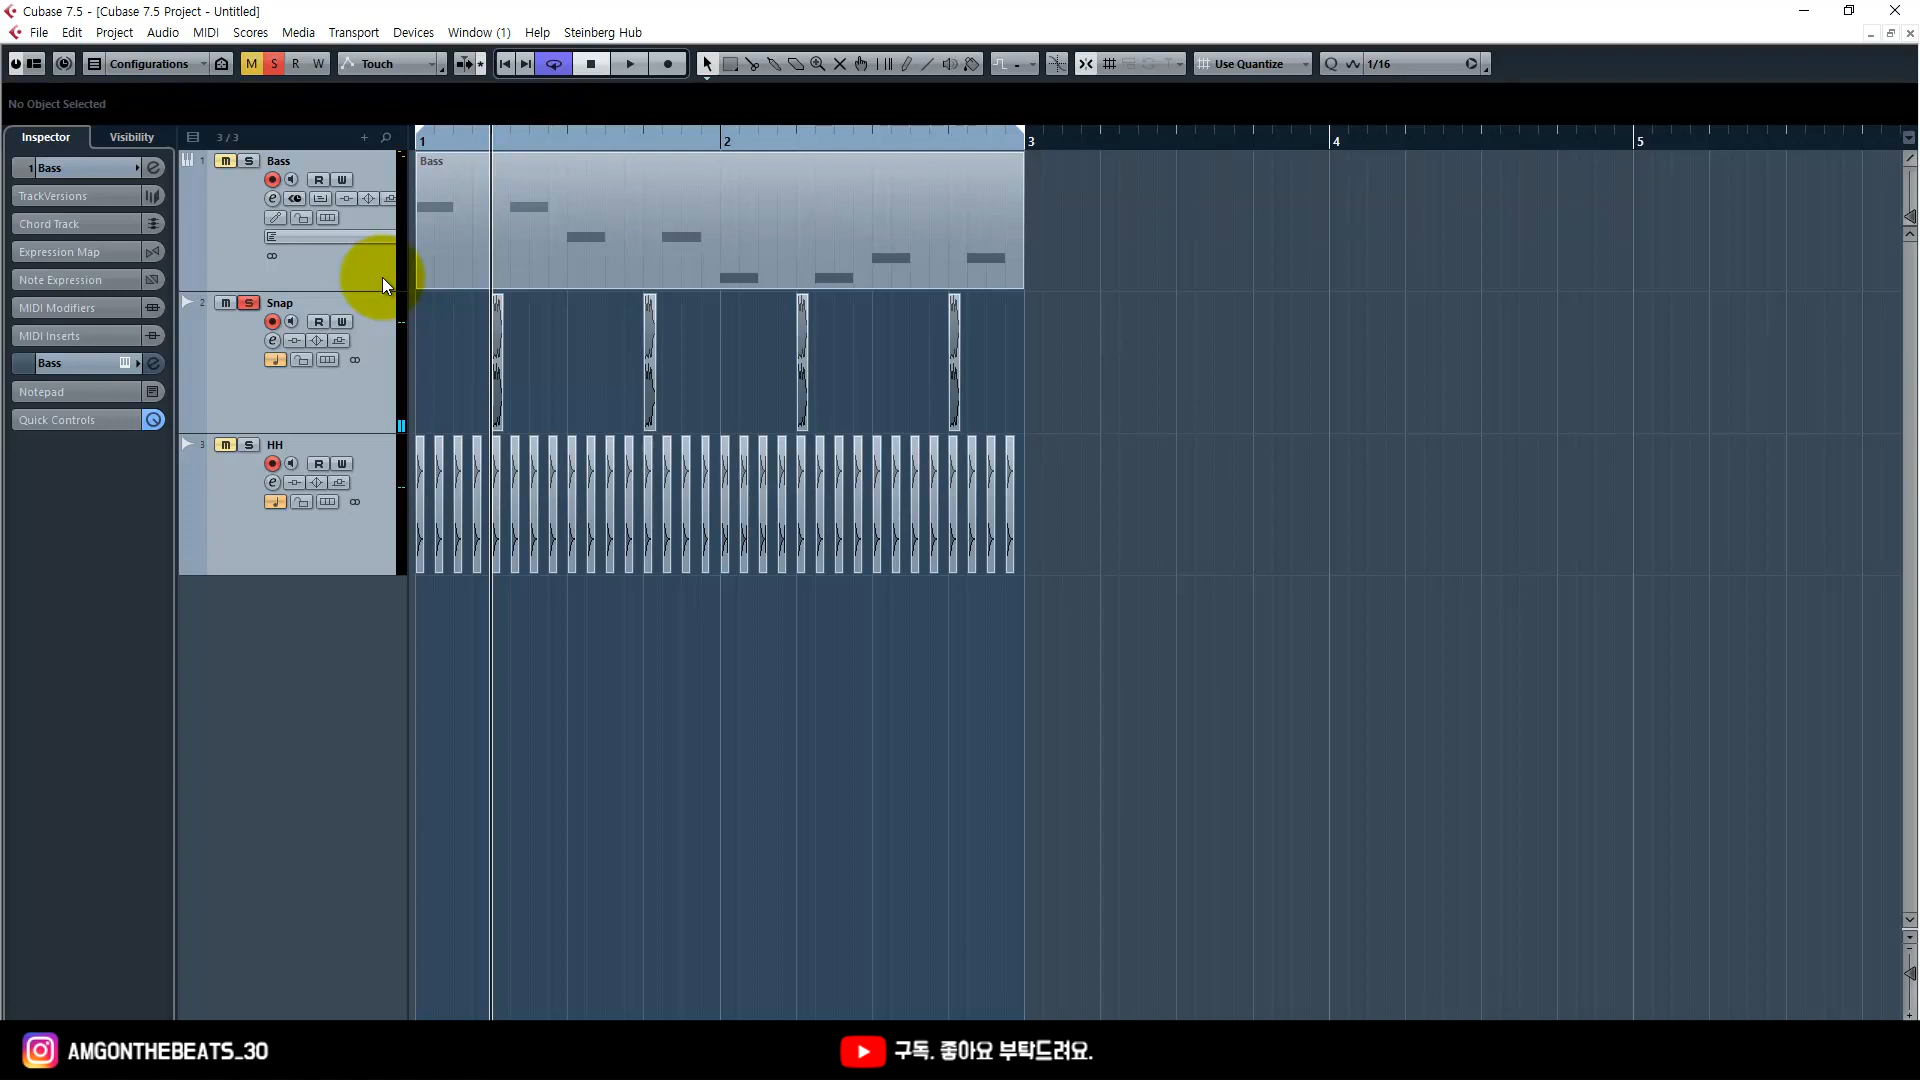 Cubase 7.5 - [Cubase 7.5 Project - Untitled]
File Edit Project Audio MIDI Scores Media Transport Devices Window (1) Help Steinberg Hub
Configurations M S R W Touch Use Quantize Q 1/16
No Object Selected
Inspector Visibility 3 / 3 1 2 3 4 5
1 Bass
TrackVersions
Chord Track
Expression Map
Note Expression
MIDI Modifiers
MIDI Inserts
Bass
Notepad
Quick Controls
1 m S Bass
R W
e
2 m S Snap
R W
e
3 m S HH
R W
e
Bass
AMGONTHEBEATS_30
구독, 좋아요 부탁드려요.